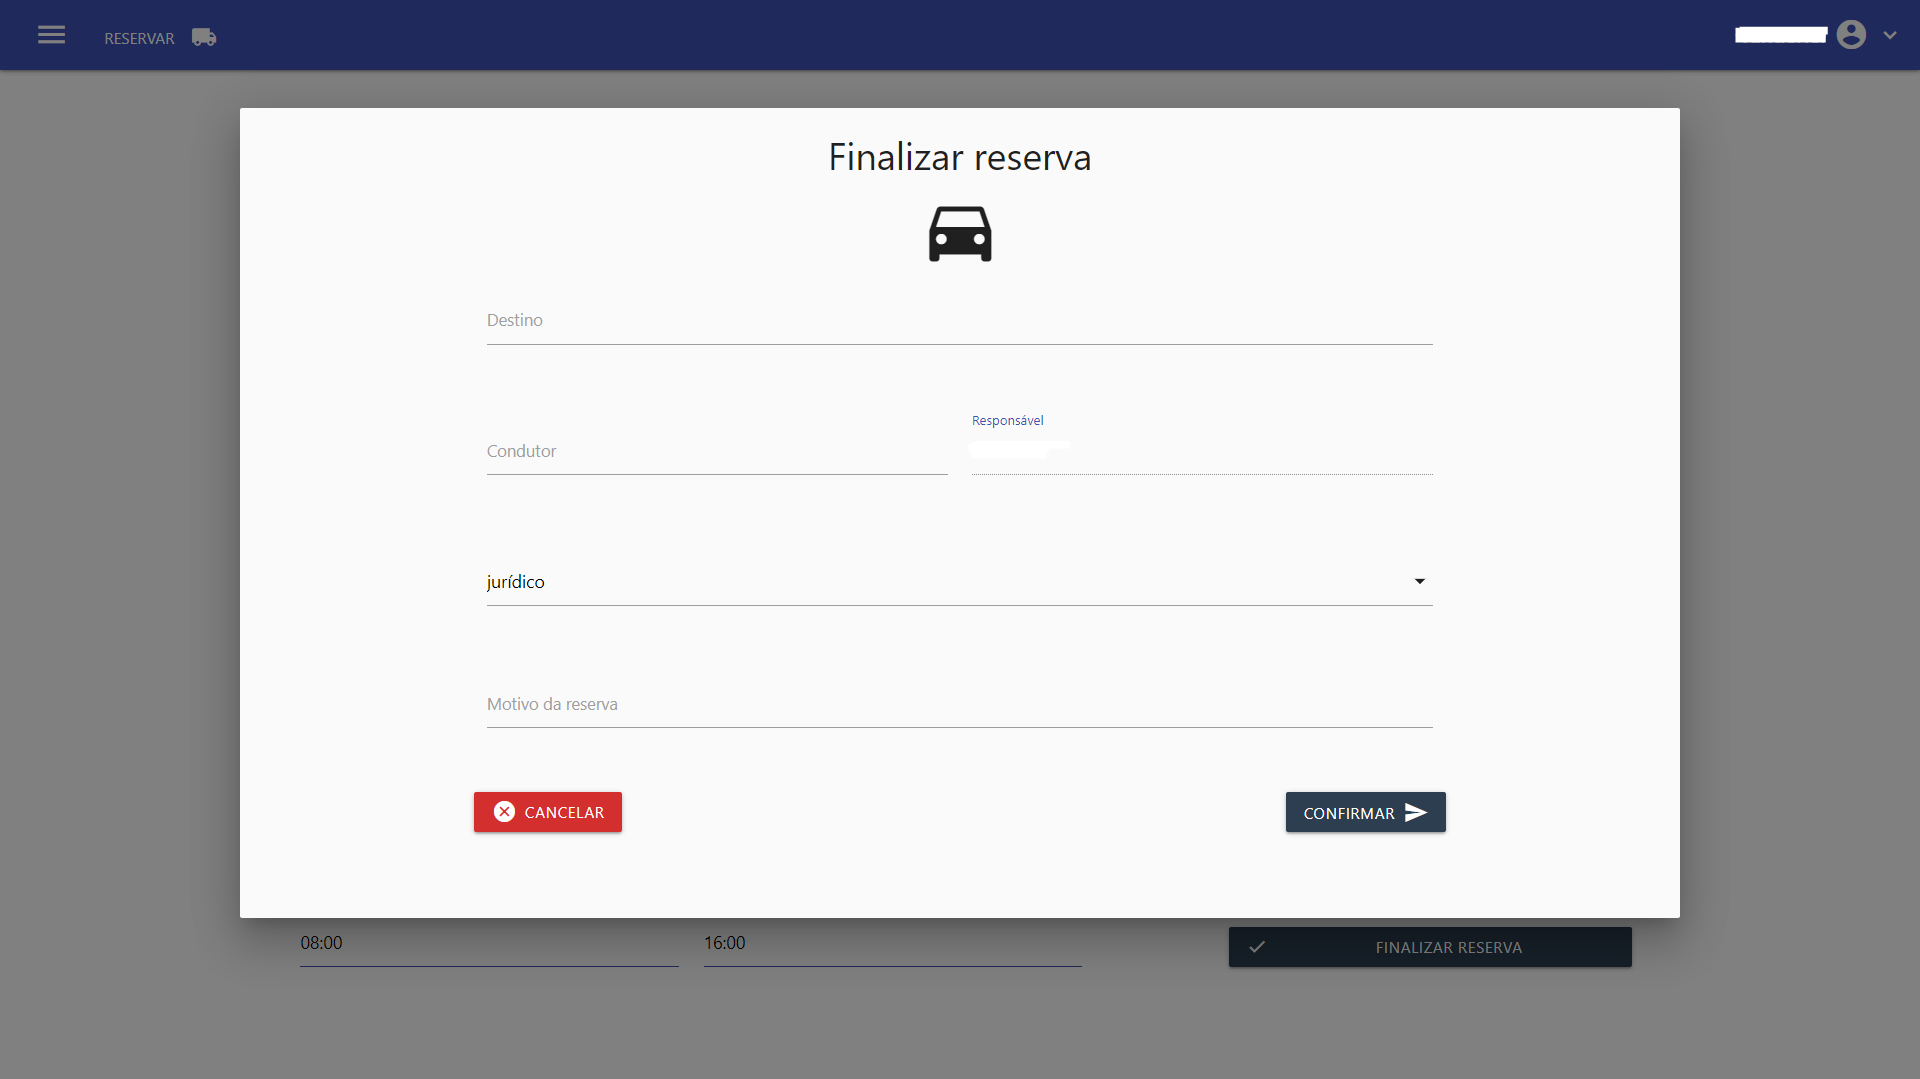 RESERVAR
Finalizar reserva
Destino
Responsável
Condutor
jurídico
Motivo da reserva
CANCELAR
CONFIRMAR
08:00
16:00
FINALIZAR RESERVA